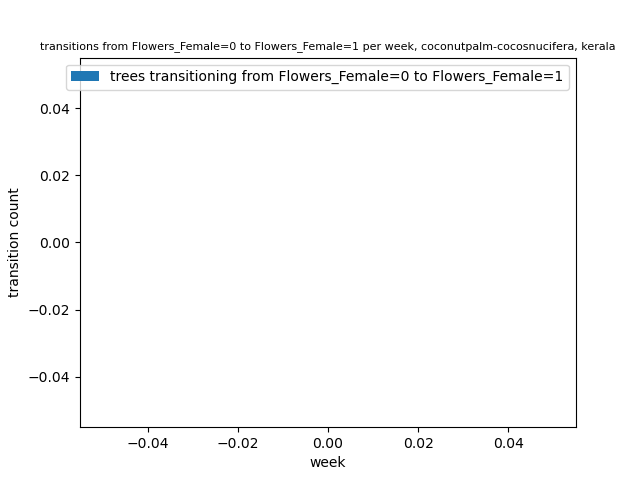 transitions from Flowers_Female=0 to Flowers_Female=1 per week, coconutpalm-cocosnucifera, kerala
trees transitioning from Flowers_Female=0 to Flowers_Female=1
0.04
0.02
0.00
−0.02
−0.04
transition count
−0.04 −0.02 0.00 0.02 0.04
week